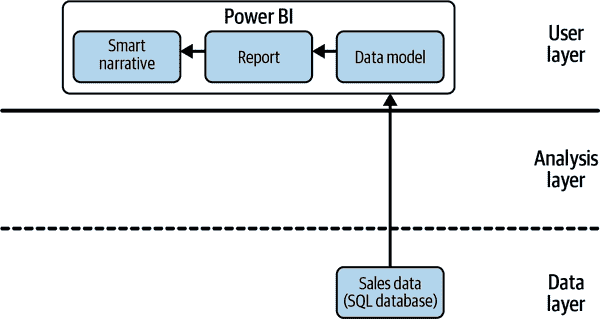 Power BI
User
layer
Smart
narrative
Report
Data model
Analysis
layer
Sales data
(SQL database)
Data
layer